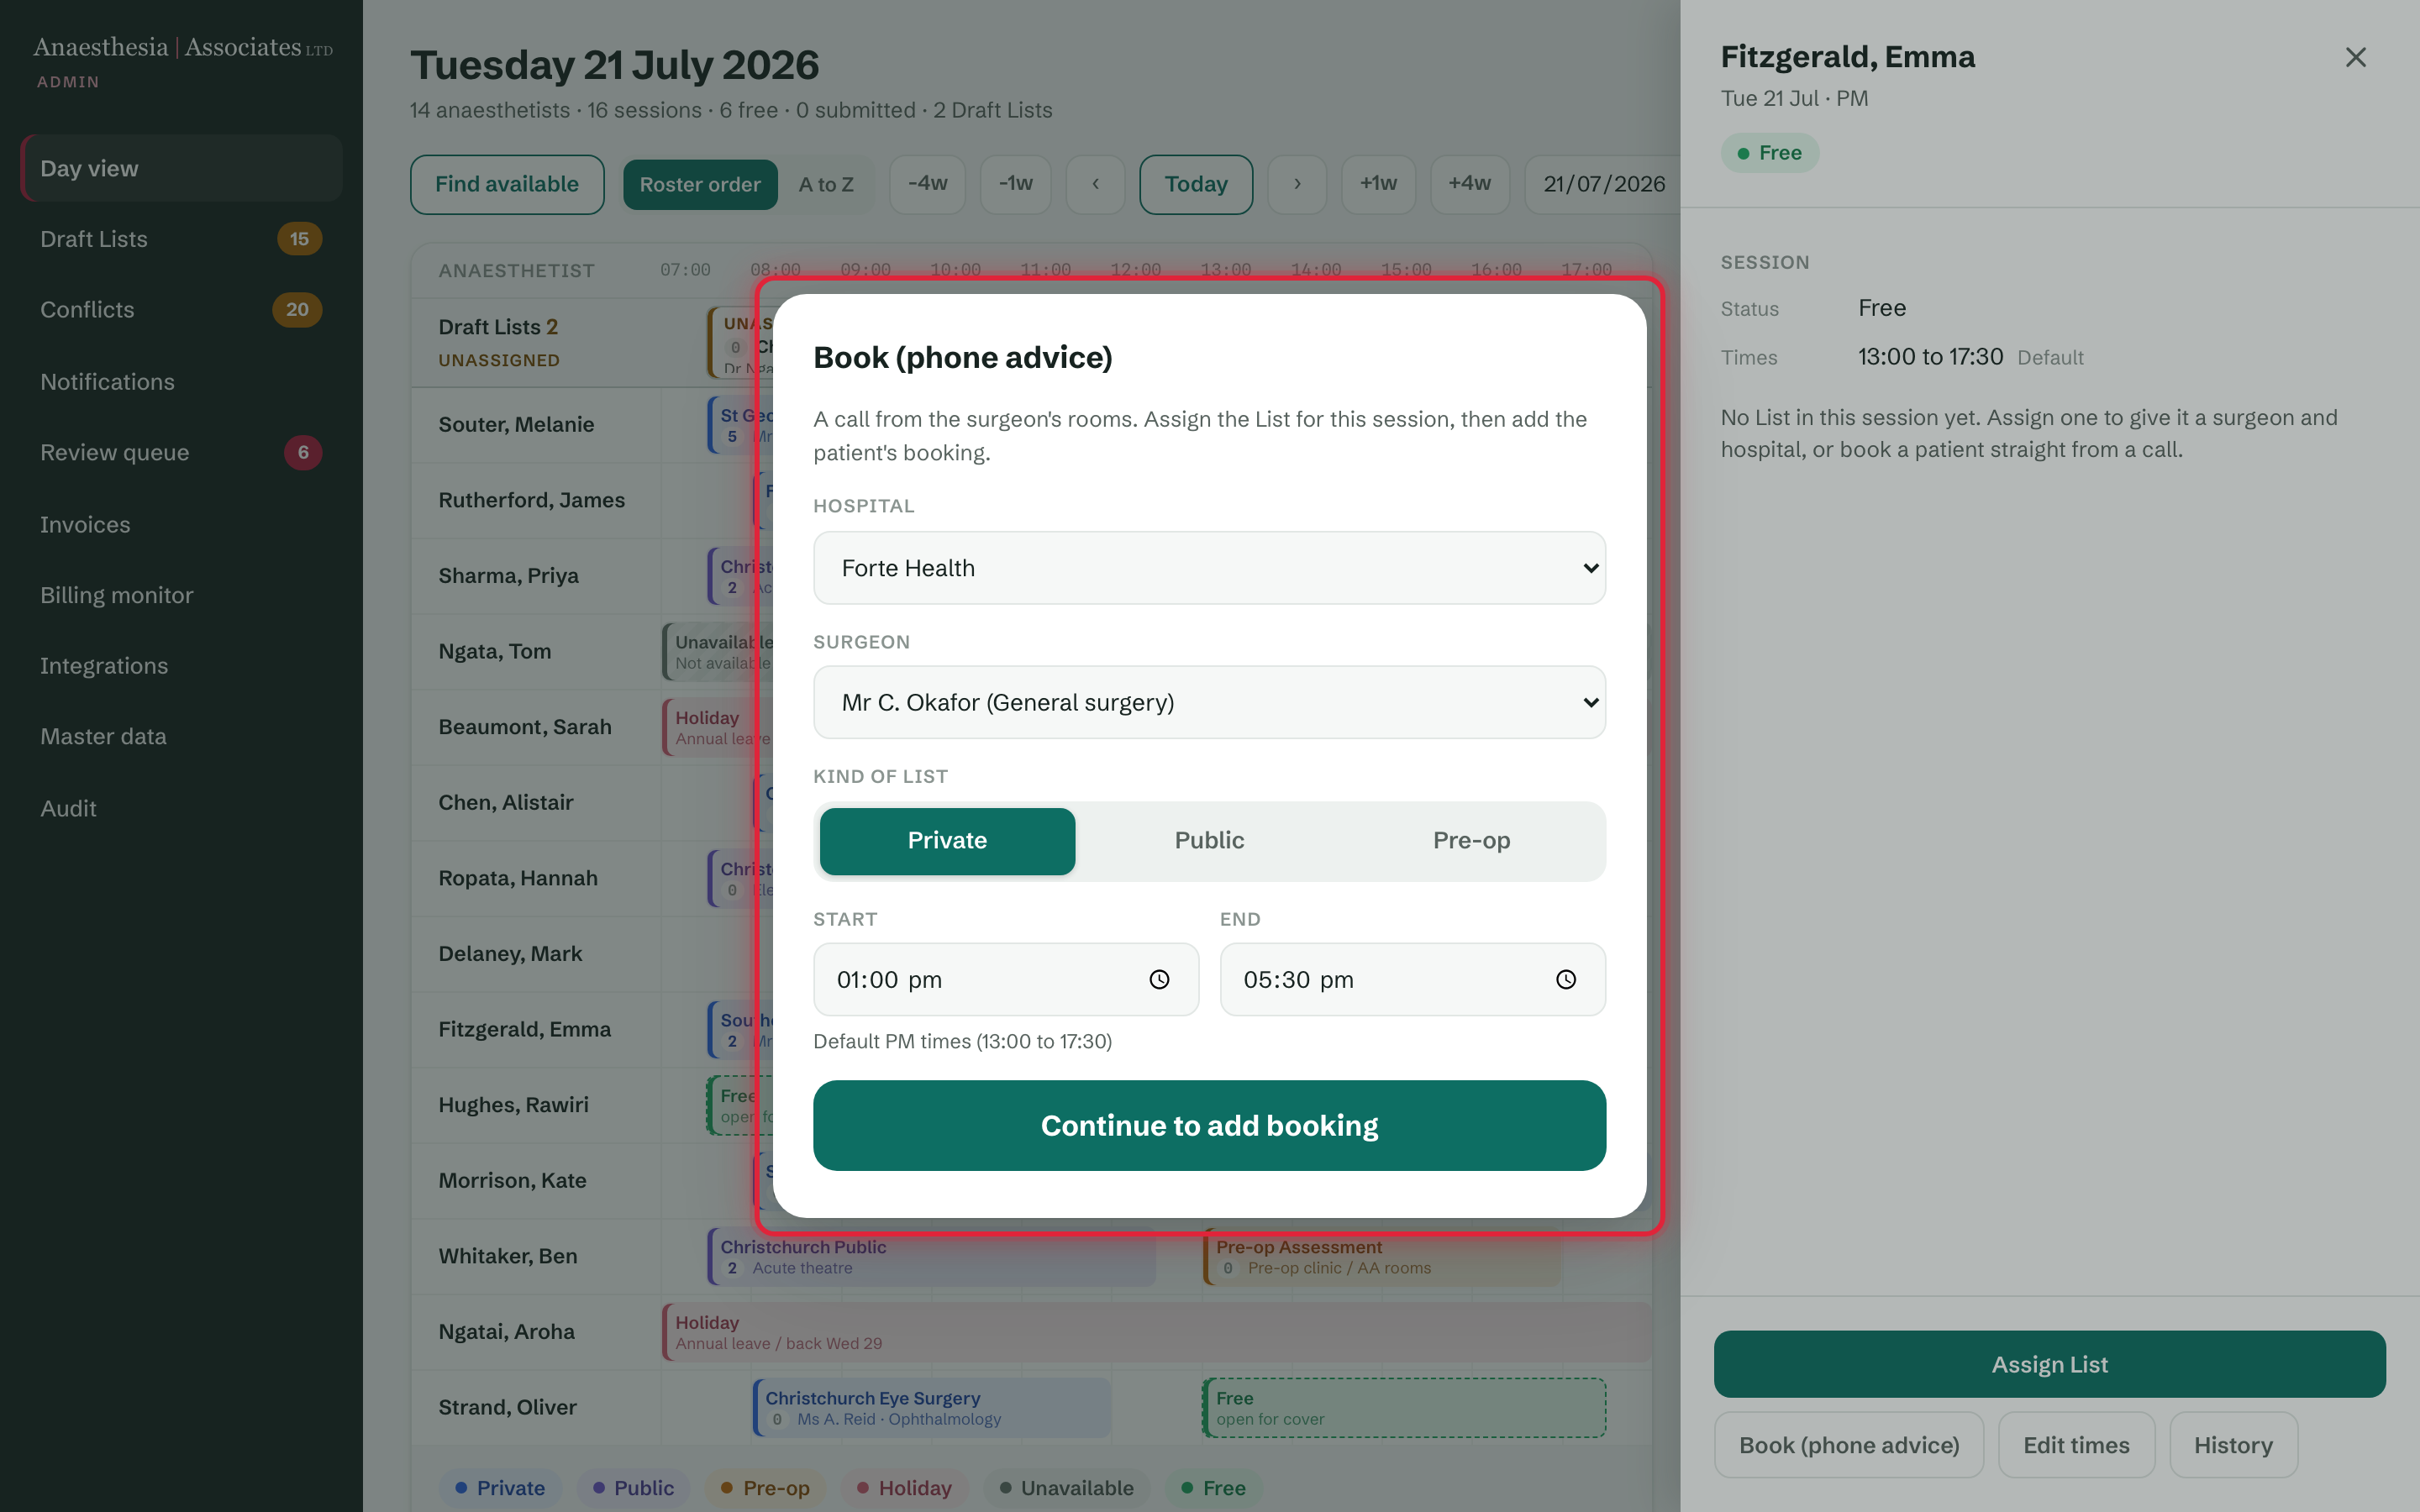 Anaesthesia | Associates LTD
ADMIN
Day view
Draft Lists 15
Conflicts 20
Notifications
Review queue 6
Invoices
Billing monitor
Integrations
Master data
Audit
Tuesday 21 July 2026
14 anaesthetists · 16 sessions · 6 free · 0 submitted · 2 Draft Lists
Find available
Roster order
A to Z
-4w
-1w
‹
Today
›
+1w
+4w
21/07/2026
ANAESTHETIST 07:00 08:00 09:00 10:00 11:00 12:00 13:00 14:00 15:00 16:00 17:00
Draft Lists 2
UNASSIGNED
0
Souter, Melanie
5
Rutherford, James
Sharma, Priya
2
Ngata, Tom
Unavailable
Not available
Beaumont, Sarah
Holiday
Annual leave
Chen, Alistair
Ropata, Hannah
0
Delaney, Mark
Fitzgerald, Emma
2
Hughes, Rawiri
Free
Morrison, Kate
Whitaker, Ben
Christchurch Public
2 Acute theatre
Pre-op Assessment
0 Pre-op clinic / AA rooms
Ngatai, Aroha
Holiday
Annual leave / back Wed 29
Strand, Oliver
Christchurch Eye Surgery
0 Ms A. Reid · Ophthalmology
Free
open for cover
Private
Public
Pre-op
Holiday
Unavailable
Free
Book (phone advice)
A call from the surgeon's rooms. Assign the List for this session, then add the
patient's booking.
HOSPITAL
Forte Health
SURGEON
Mr C. Okafor (General surgery)
KIND OF LIST
Private
Public
Pre-op
START
END
01:00 pm
05:30 pm
Default PM times (13:00 to 17:30)
Continue to add booking
Fitzgerald, Emma
Tue 21 Jul · PM
Free
SESSION
Status Free
Times 13:00 to 17:30 Default
No List in this session yet. Assign one to give it a surgeon and
hospital, or book a patient straight from a call.
Assign List
Book (phone advice)
Edit times
History